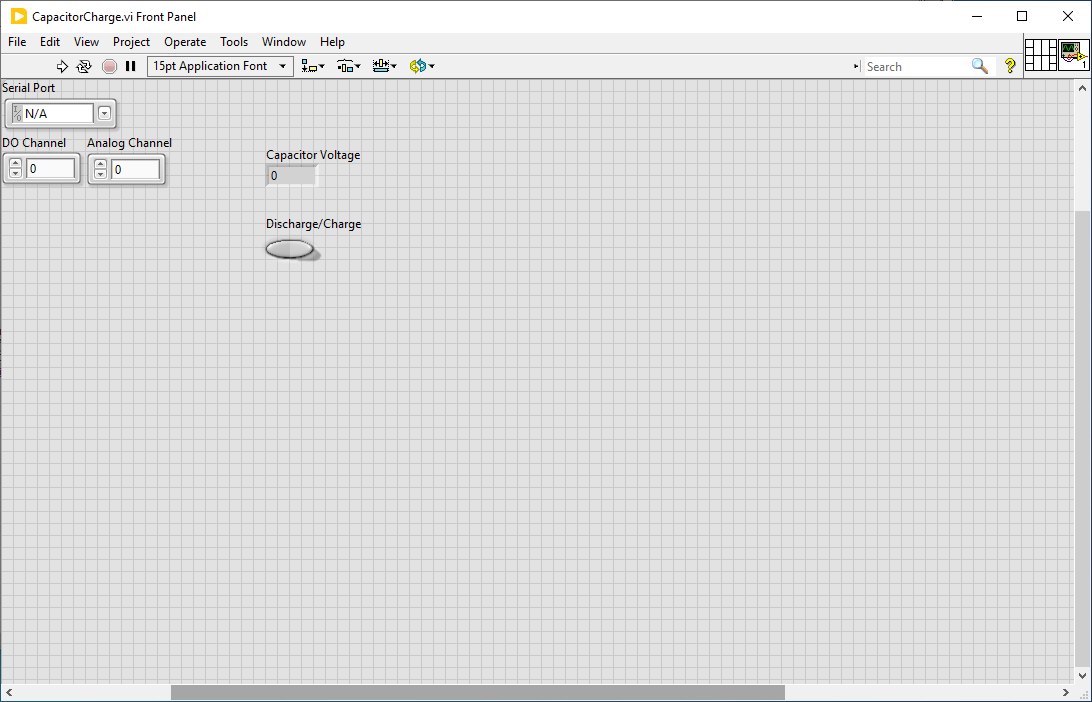 CapacitorCharge.vi Front Panel
File Edit View Project Operate Tools Window Help
15pt Application Font
Search
?
1
Serial Port
N/A
DO Channel Analog Channel
0 0
Capacitor Voltage
0
Discharge/Charge